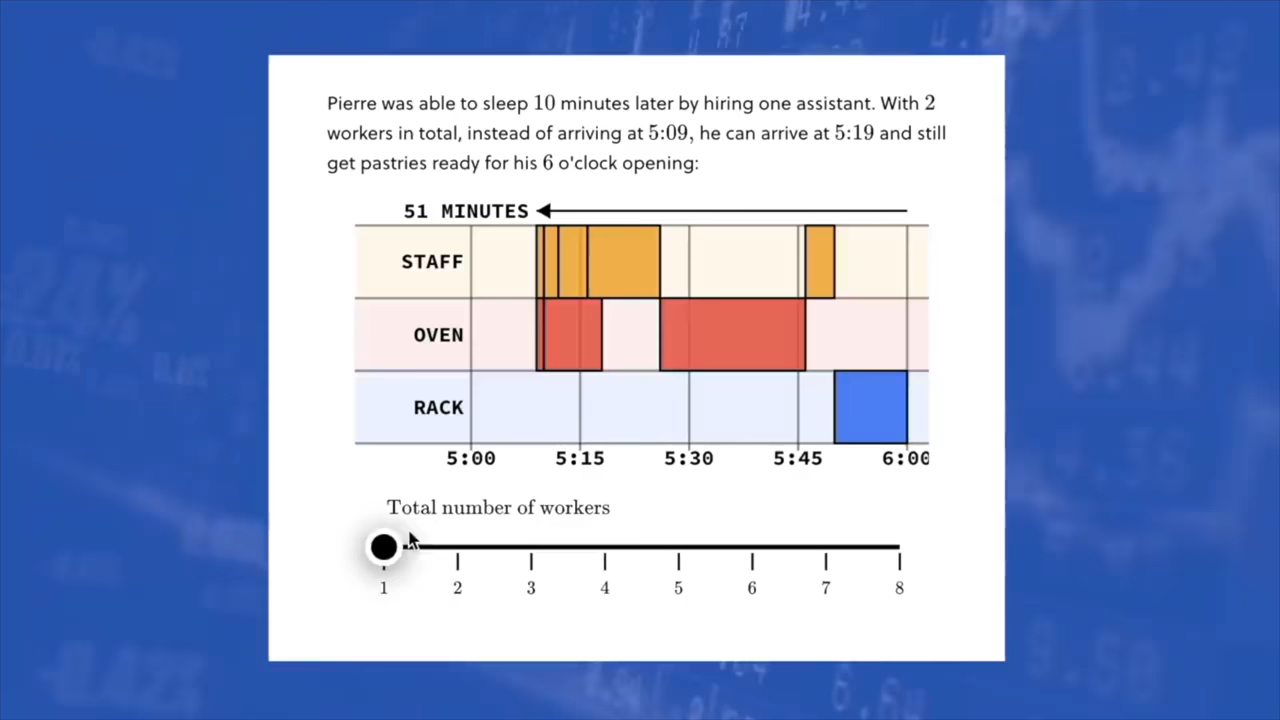 Pierre was able to sleep 10 minutes later by hiring one assistant. With 2
workers in total, instead of arriving at 5:09, he can arrive at 5:19 and still
get pastries ready for his 6 o'clock opening:
51 MINUTES
STAFF
OVEN
RACK
5:00 5:15 5:30 5:45 6:00
Total number of workers
1 2 3 4 5 6 7 8